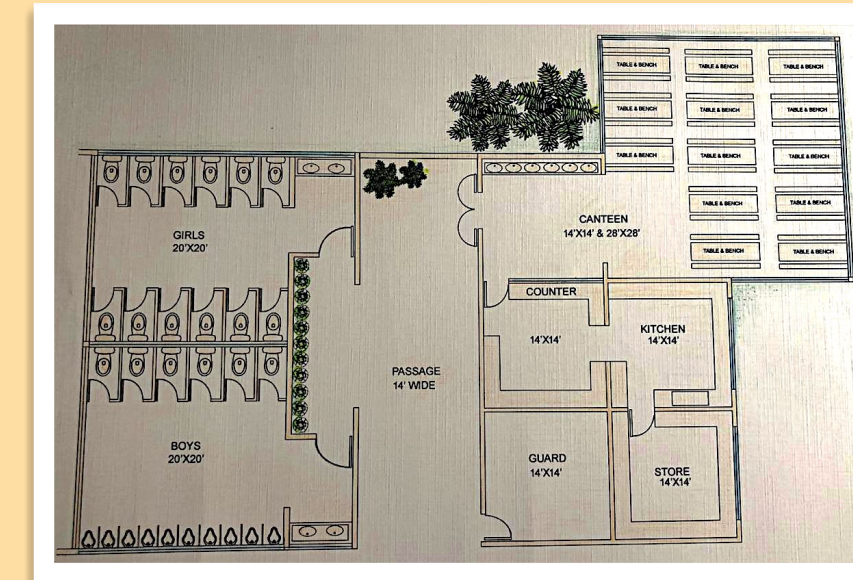 TABLE & BENCH TABLE & BENCH TABLE & BENCH
TABLE & BENCH TABLE & BENCH TABLE & BENCH
TABLE & BENCH TABLE & BENCH TABLE & BENCH
TABLE & BENCH TABLE & BENCH
TABLE & BENCH TABLE & BENCH
CANTEEN
14'X14' & 28'X28'
GIRLS
20'X20'
COUNTER
14'X14'
KITCHEN
14'X14'
PASSAGE
14' WIDE
BOYS
20'X20'
GUARD
14'X14'
STORE
14'X14'